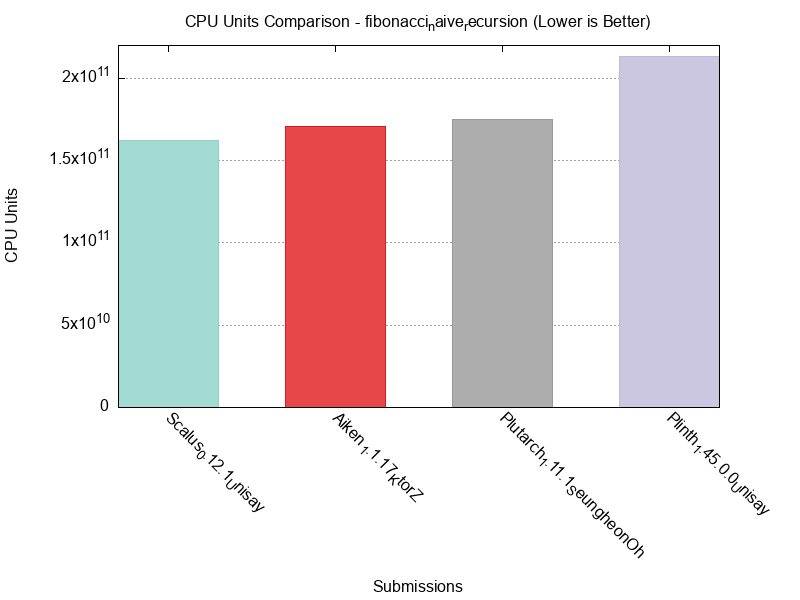 CPU Units Comparison - fibonacciₙaiveᵣecursion (Lower is Better)
CPU Units
2x10¹¹
1.5x10¹¹
1x10¹¹
5x10¹⁰
0
Scalus₀.12.1ᵤnisay
Aiken₁.1.17ₖtorZ
Plutarch₁.11.1ₛeungheonOh
Plinth₁.45.0.0ᵤnisay
Submissions